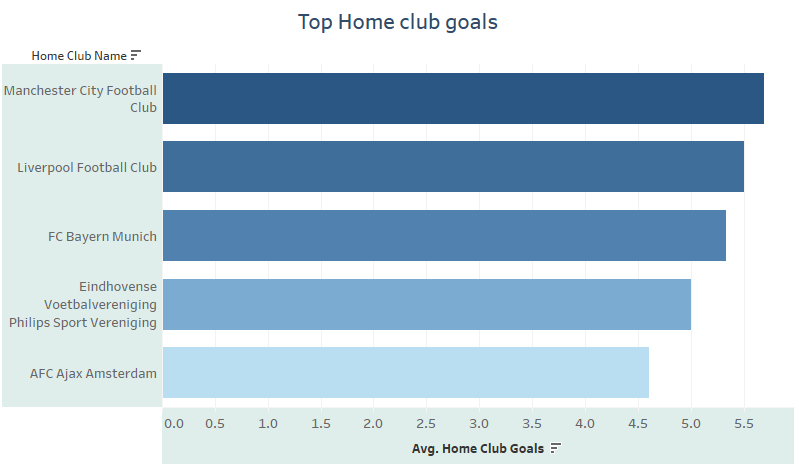 Top Home club goals
Home Club Name
Manchester City Football
Club
Liverpool Football Club
FC Bayern Munich
Eindhovense
Voetbalvereniging
Philips Sport Vereniging
AFC Ajax Amsterdam
0.0 0.5 1.0 1.5 2.0 2.5 3.0 3.5 4.0 4.5 5.0 5.5
Avg. Home Club Goals